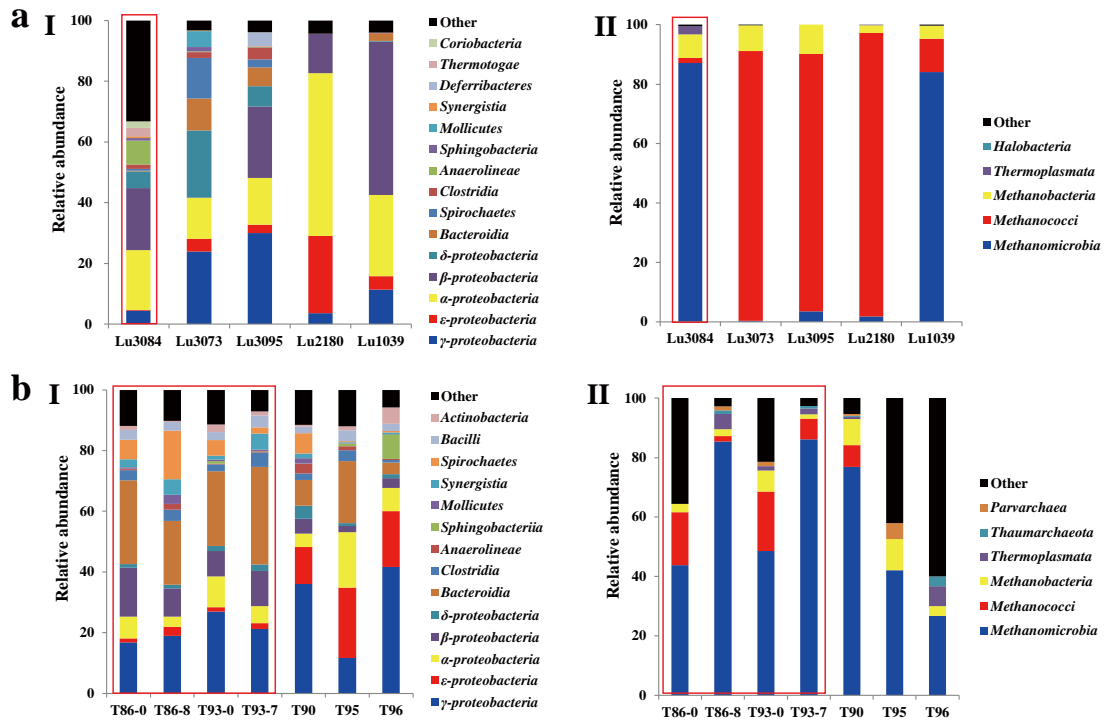 a
I
II
Relative abundance
100
80
60
40
20
0
Lu3084 Lu3073 Lu3095 Lu2180 Lu1039
Other
Coriobacteria
Thermotogae
Deferribacteres
Synergistia
Mollicutes
Sphingobacteria
Anaerolineae
Clostridia
Spirochaetes
Bacteroidia
δ-proteobacteria
β-proteobacteria
α-proteobacteria
ε-proteobacteria
γ-proteobacteria
Relative abundance
100
80
60
40
20
0
Lu3084 Lu3073 Lu3095 Lu2180 Lu1039
Other
Halobacteria
Thermoplasmata
Methanobacteria
Methanococci
Methanomicrobia
b
I
II
Relative abundance
100
80
60
40
20
0
T86-0 T86-8 T93-0 T93-7 T90 T95 T96
Other
Actinobacteria
Bacilli
Spirochaetes
Synergistia
Mollicutes
Sphingobacteriia
Anaerolineae
Clostridia
Bacteroidia
δ-proteobacteria
β-proteobacteria
α-proteobacteria
ε-proteobacteria
γ-proteobacteria
Relative abundance
100
80
60
40
20
0
T86-0 T86-8 T93-0 T93-7 T90 T95 T96
Other
Parvarchaea
Thaumarchaeota
Thermoplasmata
Methanobacteria
Methanococci
Methanomicrobia